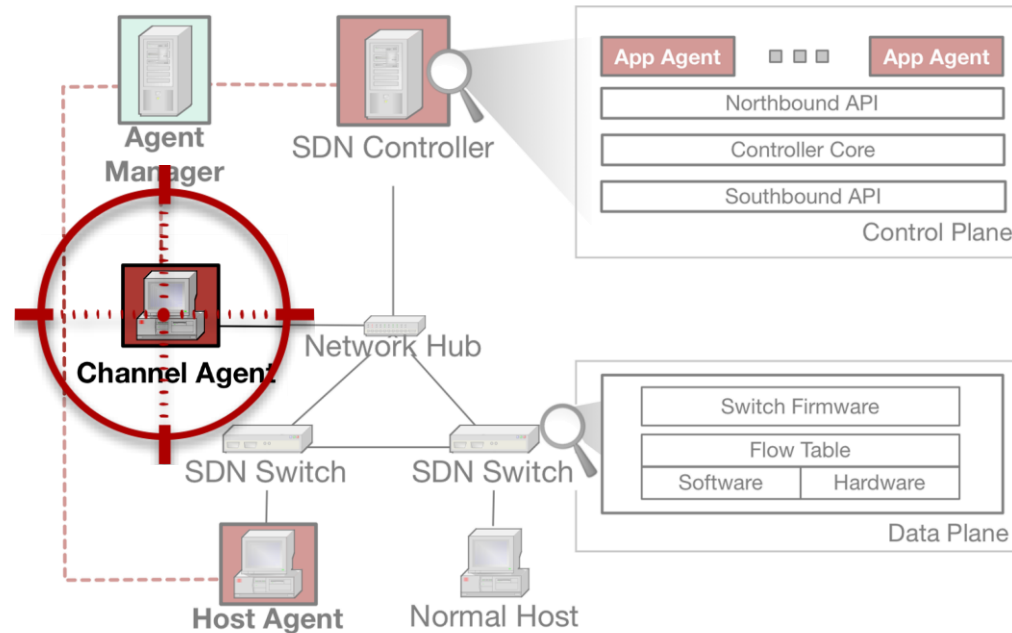 Agent
Manager
SDN Controller
App Agent
App Agent
Northbound API
Controller Core
Southbound API
Control Plane
Channel Agent
Network Hub
SDN Switch
SDN Switch
Switch Firmware
Flow Table
Software
Hardware
Data Plane
Host Agent
Normal Host